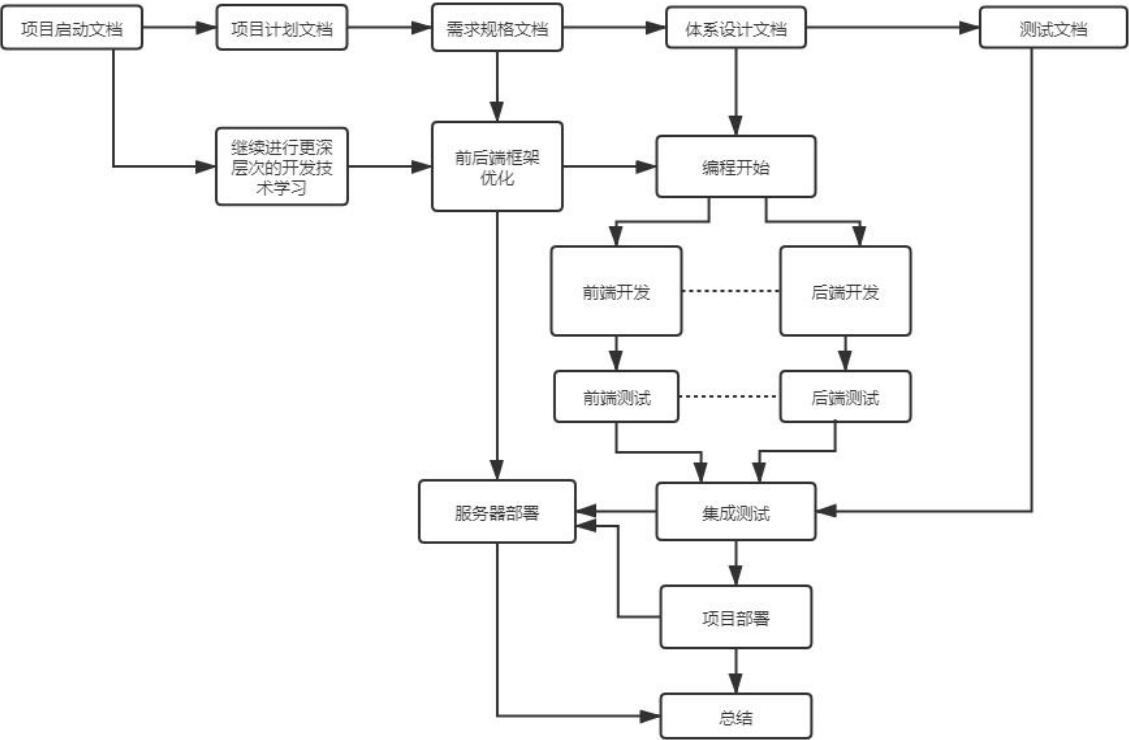 项目启动文档
项目计划文档
需求规格文档
体系设计文档
测试文档
继续进行更深
层次的开发技
术学习
前后端框架
优化
编程开始
前端开发
后端开发
前端测试
后端测试
服务器部署
集成测试
项目部署
总结